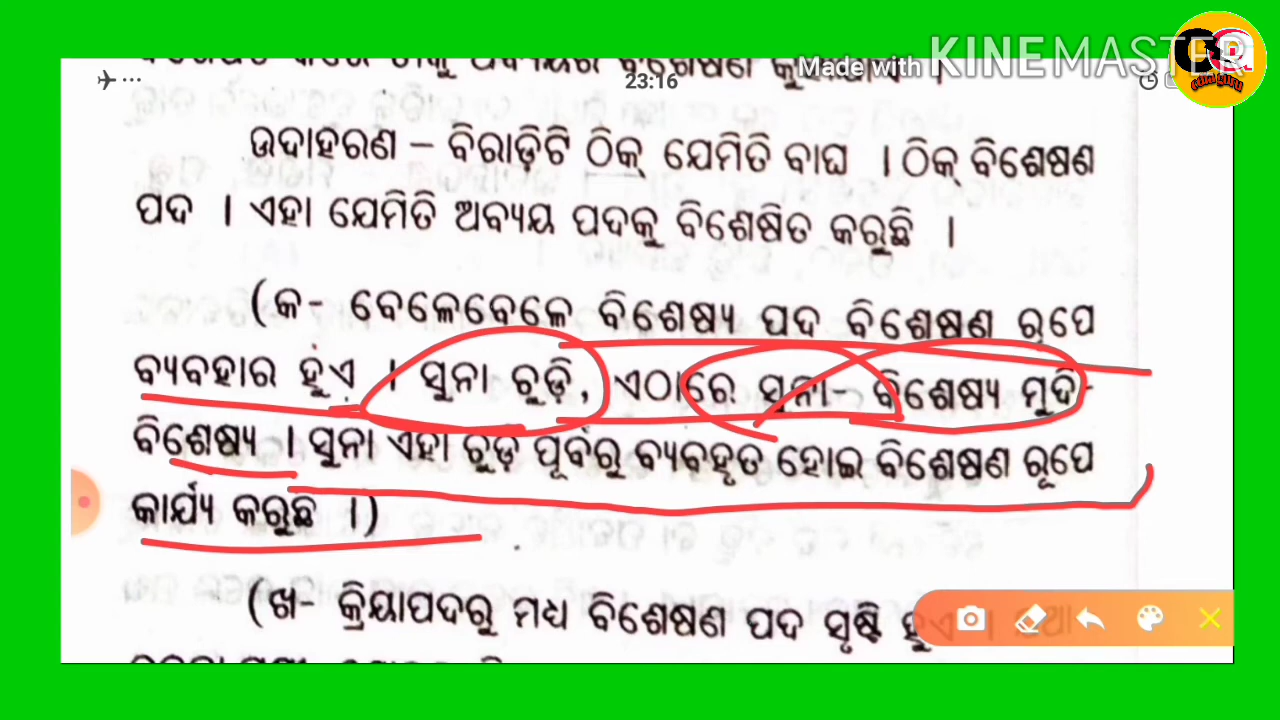 Made with KINEMASTER
23:16
ଉଦାହରଣ – ବିରାଡ଼ିଟି ଠିକ୍ ଯେମିତି ବାଘ । ଠିକ୍ ବିଶେଷଣ
ପଦ । ଏହା ଯେମିତି ଅବ୍ୟୟ ପଦକୁ ବିଶେଷିତ କରୁଛି ।
(କ- ବେଳେବେଳେ ବିଶେଷ୍ୟ ପଦ ବିଶେଷଣ ରୂପେ
ବ୍ୟବହାର ହୁଏ । ସୁନା ଚୁଡ଼ି, ଏଠାରେ ସୁନା- ବିଶେଷ୍ୟ ମୁଦି-
ବିଶେଷ୍ୟ । ସୁନା ଏହା ଚୁଡ଼ି ପୂର୍ବରୁ ବ୍ୟବହୃତ ହୋଇ ବିଶେଷଣ ରୂପେ
କାର୍ଯ୍ୟ କରୁଛି ।)
(ଖ- କ୍ରିୟାପଦରୁ ମଧ୍ୟ ବିଶେଷଣ ପଦ ସୃଷ୍ଟି ହୁଏ । ଯଥା